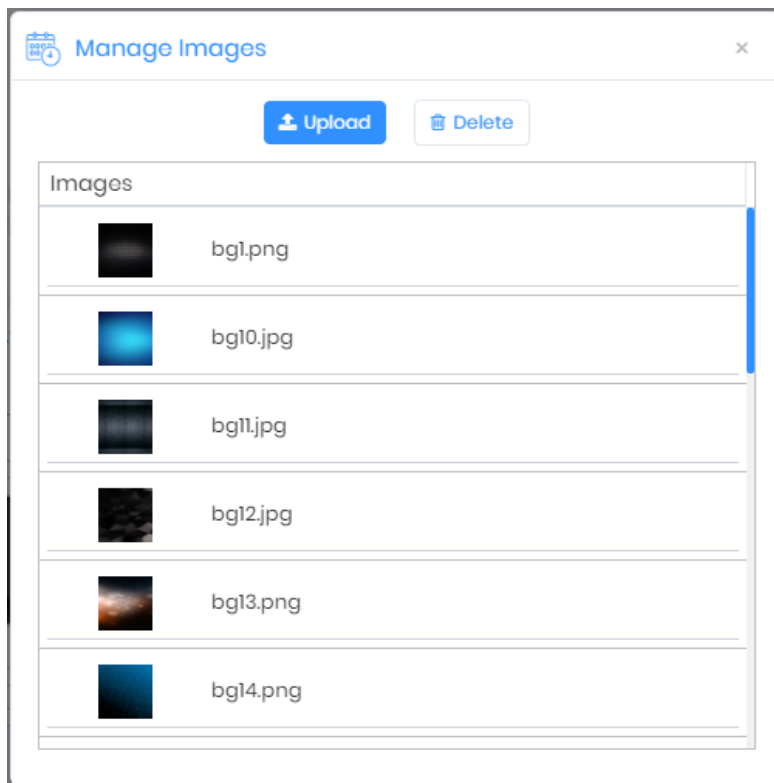 Manage Images
×
Upload
Delete
Images
bg1.png
bg10.jpg
bg11.jpg
bg12.jpg
bg13.png
bg14.png